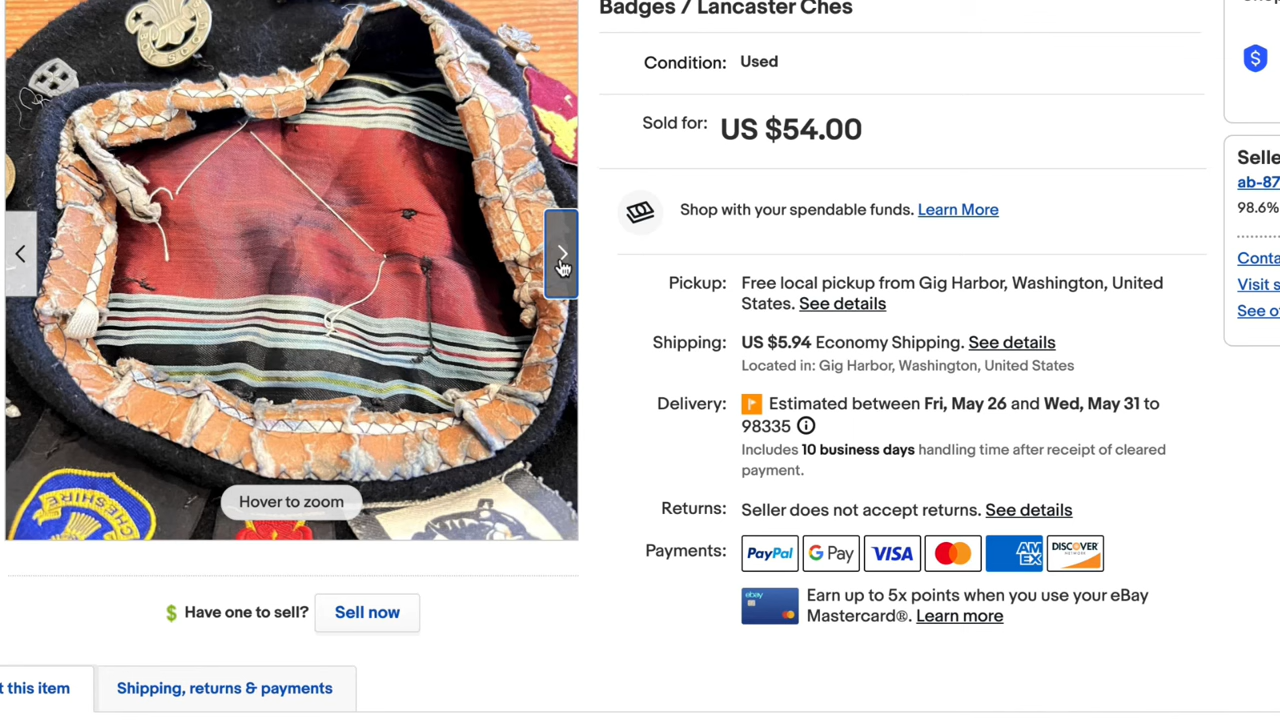 Badges / Lancaster Ches
Condition: Used
Sold for: US $54.00
$
Shop with your spendable funds. Learn More
Pickup: Free local pickup from Gig Harbor, Washington, United
States. See details
Shipping: US $5.94 Economy Shipping. See details
Located in: Gig Harbor, Washington, United States
Delivery: Estimated between Fri, May 26 and Wed, May 31 to
98335
Includes 10 business days handling time after receipt of cleared
payment.
Returns: Seller does not accept returns. See details
Payments: PayPal G Pay VISA AM EX DISCOVER
ebay
Earn up to 5x points when you use your eBay
Mastercard®. Learn more
Selle
ab-87
98.6%
Conta
Visit s
See o
CHESHIRE
Hover to zoom
Have one to sell? Sell now
t this item
Shipping, returns & payments